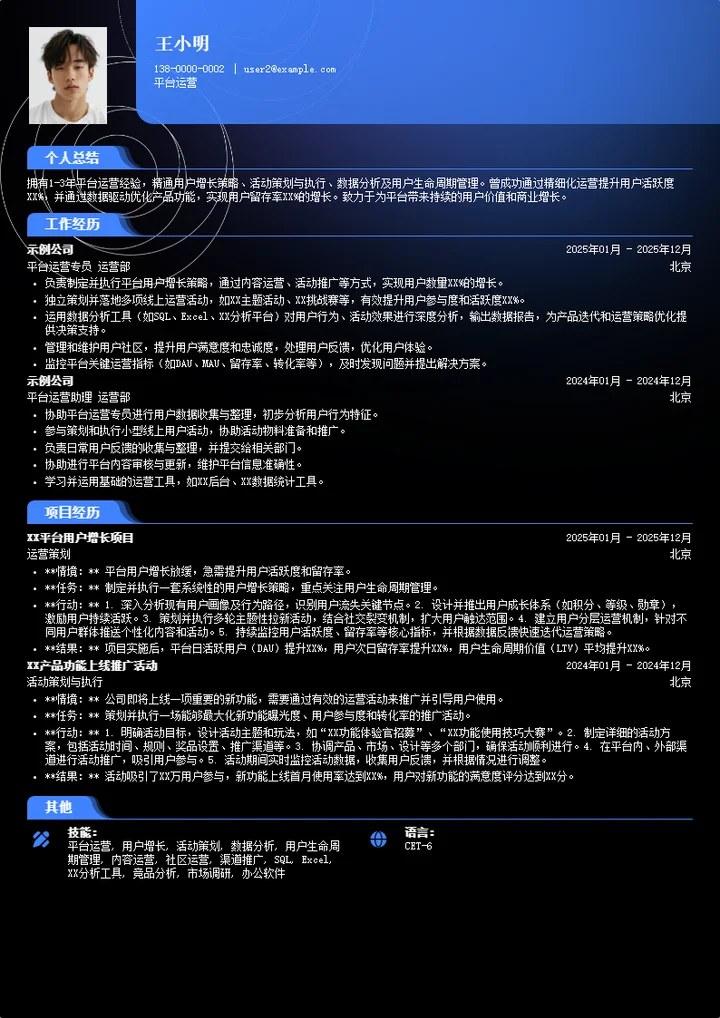 王小明
138-0000-0002 | user2@example.com
平台运营
个人总结
拥有1-3年平台运营经验，精通用户增长策略、活动策划与执行、数据分析及用户生命周期管理。曾成功通过精细化运营提升用户活跃度
XX%，并通过数据驱动优化产品功能，实现用户留存率XX%的增长。致力于为平台带来持续的用户价值和商业增长。
工作经历
示例公司 2025年01月 - 2025年12月
平台运营专员 运营部 北京
• 负责制定并执行平台用户增长策略，通过内容运营、活动推广等方式，实现用户数量XX%的增长。
• 独立策划并落地多项线上运营活动，如XX主题活动、XX挑战赛等，有效提升用户参与度和活跃度XX%。
• 运用数据分析工具（如SQL、Excel、XX分析平台）对用户行为、活动效果进行深度分析，输出数据报告，为产品迭代和运营策略优化提
供决策支持。
• 管理和维护用户社区，提升用户满意度和忠诚度，处理用户反馈，优化用户体验。
• 监控平台关键运营指标（如DAU、MAU、留存率、转化率等），及时发现问题并提出解决方案。
示例公司 2024年01月 - 2024年12月
平台运营助理 运营部 北京
• 协助平台运营专员进行用户数据收集与整理，初步分析用户行为特征。
• 参与策划和执行小型线上用户活动，协助活动物料准备和推广。
• 负责日常用户反馈的收集与整理，并提交给相关部门。
• 协助进行平台内容审核与更新，维护平台信息准确性。
• 学习并运用基础的运营工具，如XX后台、XX数据统计工具。
项目经历
XX平台用户增长项目 2025年01月 - 2025年12月
运营策划 北京
• **情境：** 平台用户增长放缓，急需提升用户活跃度和留存率。
• **任务：** 制定并执行一套系统性的用户增长策略，重点关注用户生命周期管理。
• **行动：** 1. 深入分析现有用户画像及行为路径，识别用户流失关键节点。2. 设计并推出用户成长体系（如积分、等级、勋章），
激励用户持续活跃。3. 策划并执行多轮主题性拉新活动，结合社交裂变机制，扩大用户触达范围。4. 建立用户分层运营机制，针对不
同用户群体推送个性化内容和活动。5. 持续监控用户活跃度、留存率等核心指标，并根据数据反馈快速迭代运营策略。
• **结果：** 项目实施后，平台日活跃用户（DAU）提升XX%，用户次日留存率提升XX%，用户生命周期价值（LTV）平均提升XX%。
XX产品功能上线推广活动 2024年01月 - 2024年12月
活动策划与执行 北京
• **情境：** 公司即将上线一项重要的新功能，需要通过有效的运营活动来推广并引导用户使用。
• **任务：** 策划并执行一场能够最大化新功能曝光度、用户参与度和转化率的推广活动。
• **行动：** 1. 明确活动目标，设计活动主题和玩法，如“XX功能体验官招募”、“XX功能使用技巧大赛”。2. 制定详细的活动方
案，包括活动时间、规则、奖品设置、推广渠道等。3. 协调产品、市场、设计等多个部门，确保活动顺利进行。4. 在平台内、外部渠
道进行活动推广，吸引用户参与。5. 活动期间实时监控活动数据，收集用户反馈，并根据情况进行调整。
• **结果：** 活动吸引了XX万用户参与，新功能上线首月使用率达到XX%，用户对新功能的满意度评分达到XX分。
其他
技能：
平台运营, 用户增长, 活动策划, 数据分析, 用户生命周
期管理, 内容运营, 社区运营, 渠道推广, SQL, Excel,
XX分析工具, 竞品分析, 市场调研, 办公软件
语言：
CET-6